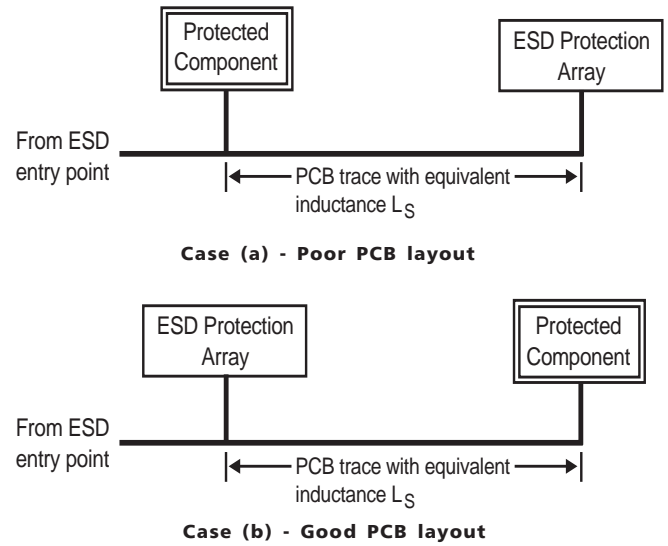 Protected
Component
ESD Protection
Array
From ESD
entry point
PCB trace with equivalent
inductance LS
Case (a) - Poor PCB layout
ESD Protection
Array
Protected
Component
From ESD
entry point
PCB trace with equivalent
inductance LS
Case (b) - Good PCB layout